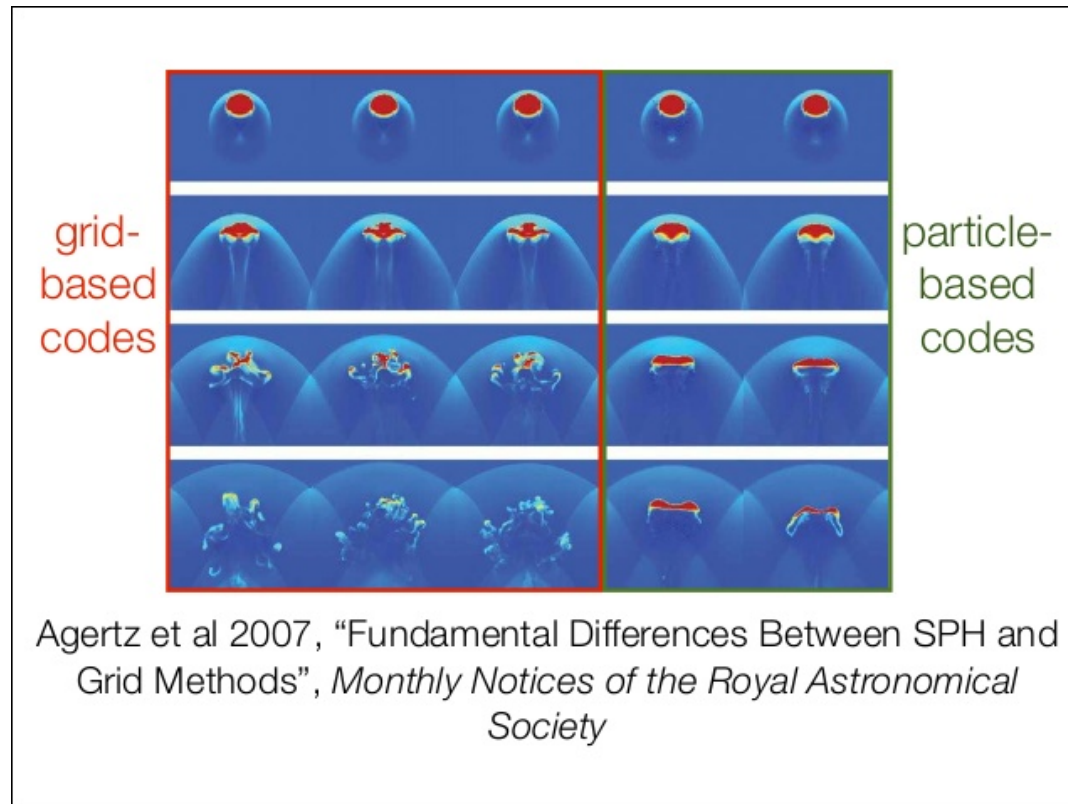 grid-
based
codes
particle-
based
codes
Agertz et al 2007, “Fundamental Differences Between SPH and
Grid Methods”, Monthly Notices of the Royal Astronomical
Society